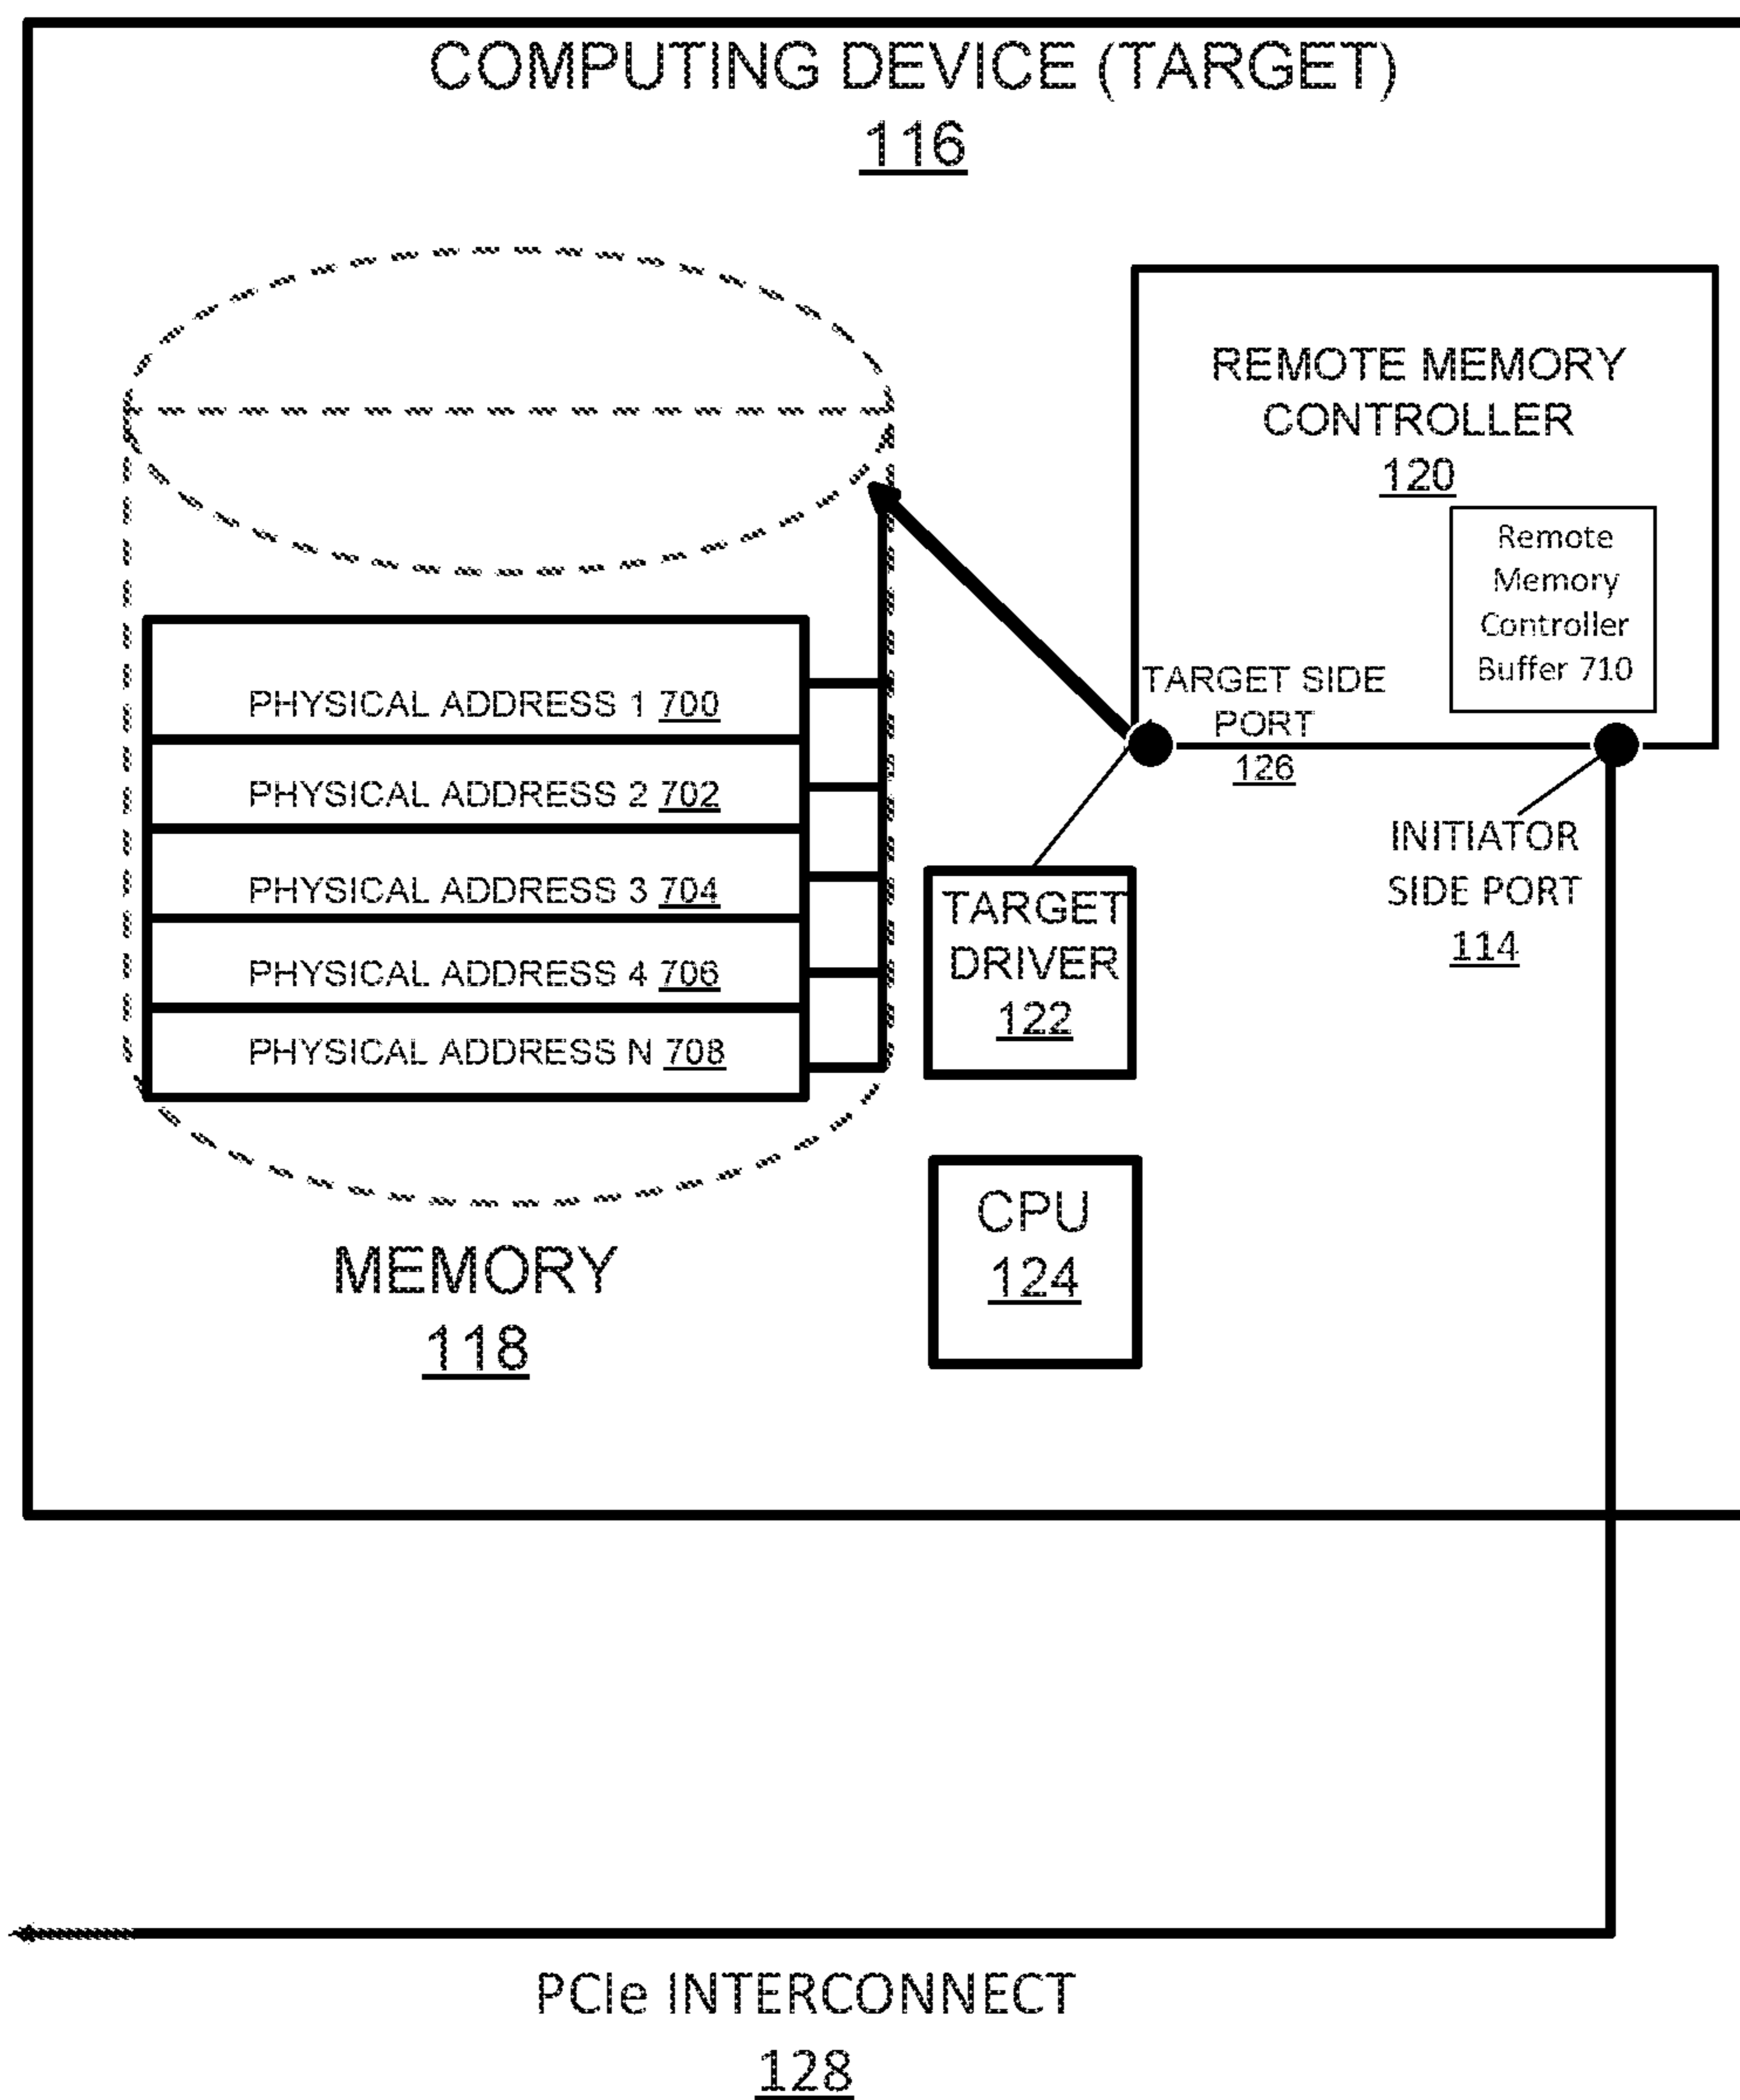 COMPUTING DEVICE (TARGET)
116
REMOTE MEMORY
CONTROLLER
120
Remote
Memory
Controller
Buffer 710
TARGET SIDE
PORT
126
INITIATOR
SIDE PORT
114
PHYSICAL ADDRESS 1 700
PHYSICAL ADDRESS 2 702
PHYSICAL ADDRESS 3 704
PHYSICAL ADDRESS 4 706
PHYSICAL ADDRESS N 708
TARGET
DRIVER
122
CPU
124
MEMORY
118
PCIe INTERCONNECT
128